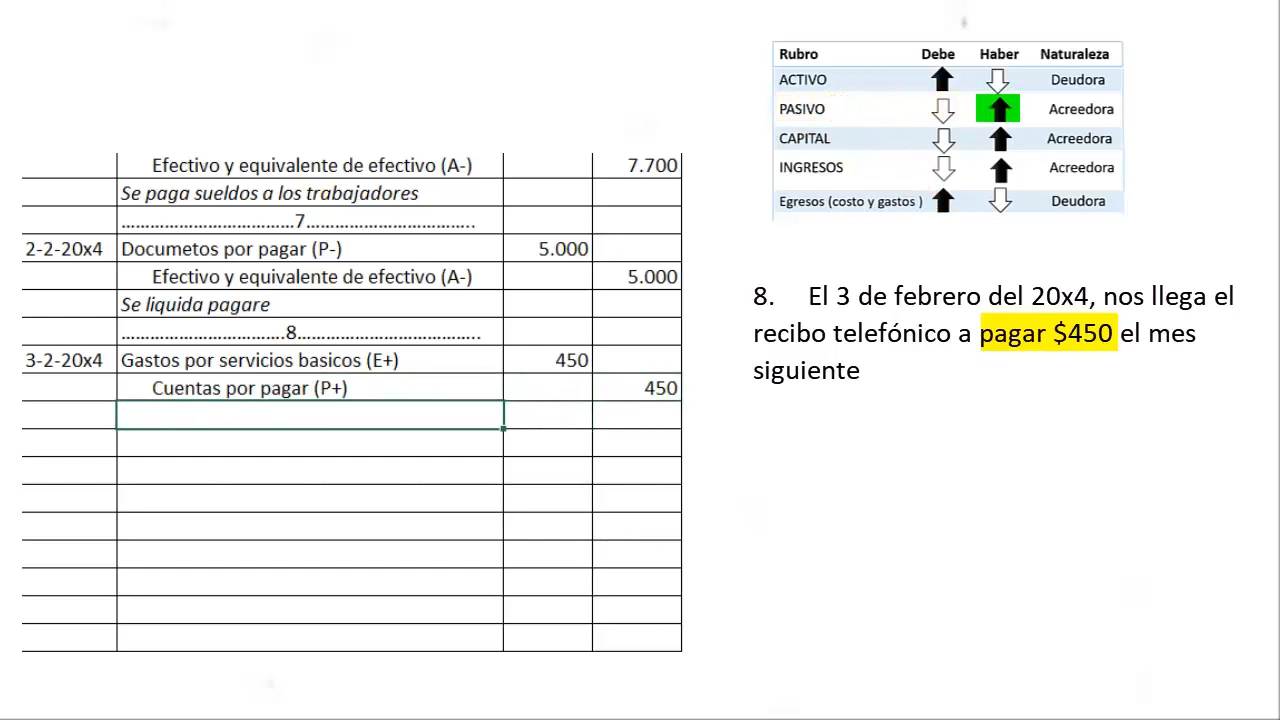 Rubro Debe Haber Naturaleza
ACTIVO Deudora
PASIVO Acreedora
CAPITAL Acreedora
INGRESOS Acreedora
Egresos (costo y gastos ) Deudora
Efectivo y equivalente de efectivo (A-) 7.700
Se paga sueldos a los trabajadores
……………………………….7……………………………..
2-2-20x4 Documetos por pagar (P-) 5.000
Efectivo y equivalente de efectivo (A-) 5.000
Se liquida pagare
……………………………..8………………………………..
3-2-20x4 Gastos por servicios basicos (E+) 450
Cuentas por pagar (P+) 450
8. El 3 de febrero del 20x4, nos llega el
recibo telefónico a pagar $450 el mes
siguiente